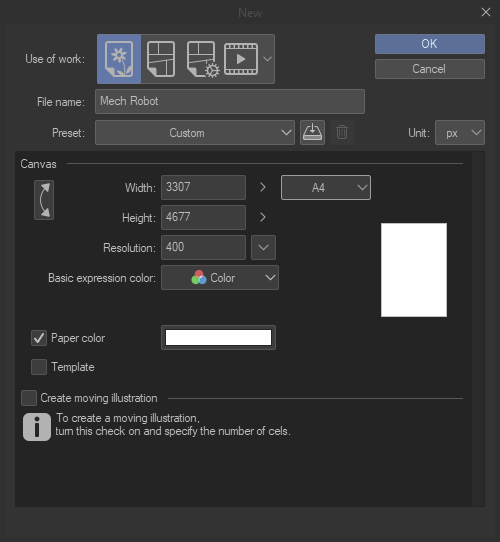 New
Use of work:
OK
Cancel
File name: Mech Robot
Preset: Custom Unit: px
Canvas
Width: 3307 A4
Height: 4677
Resolution: 400
Basic expression color: Color
Paper color
Template
Create moving illustration
To create a moving illustration,
turn this check on and specify the number of cels.